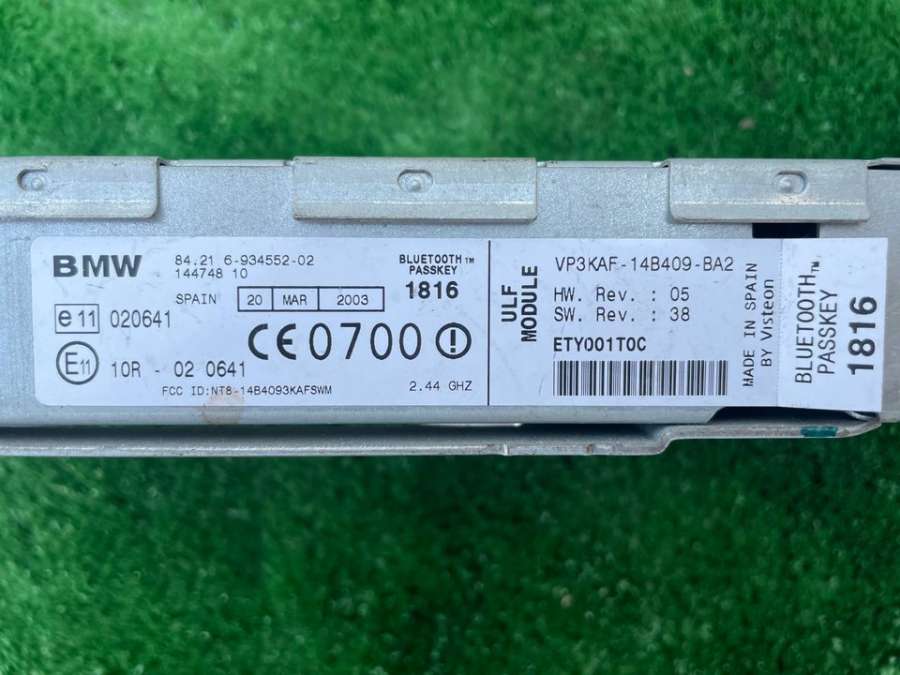 BMW
84.21 6-934552-02
144748 10
SPAIN 20 MAR 2003
BLUETOOTH™
PASSKEY
1816
e11 020641
CE0700
E11 10R - 02 0641
FCC ID:NT8-14B4093KAFSWM
2.44 GHZ
ULF
MODULE
VP3KAF-14B409-BA2
HW. Rev. : 05
SW. Rev. : 38
ETY001T0C
MADE IN SPAIN
BY Visteon
BLUETOOTH™
PASSKEY
1816